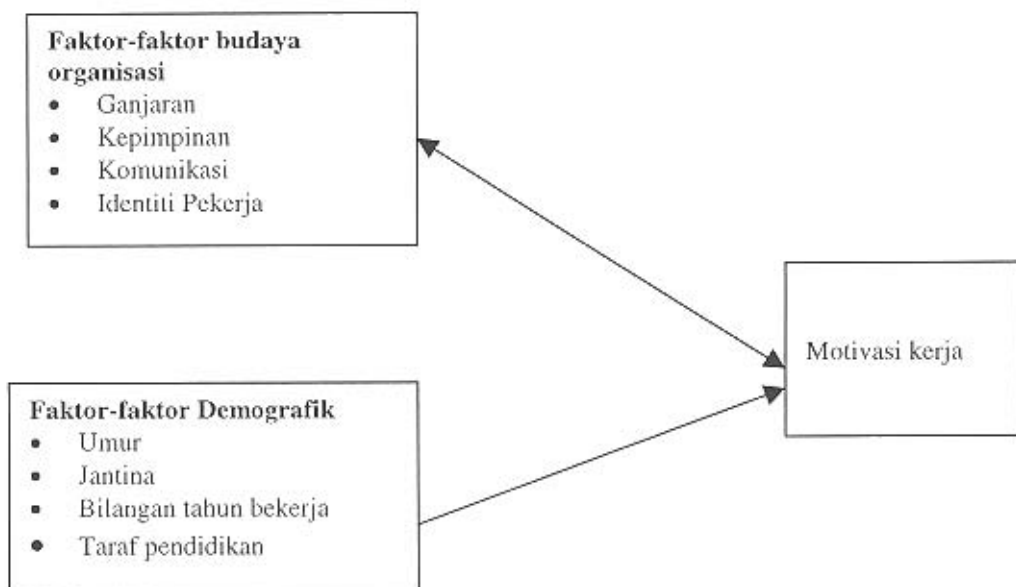 Faktor-faktor budaya
organisasi
• Ganjaran
• Kepimpinan
• Komunikasi
• Identiti Pekerja
Motivasi kerja
Faktor-faktor Demografik
• Umur
• Jantina
• Bilangan tahun bekerja
• Taraf pendidikan